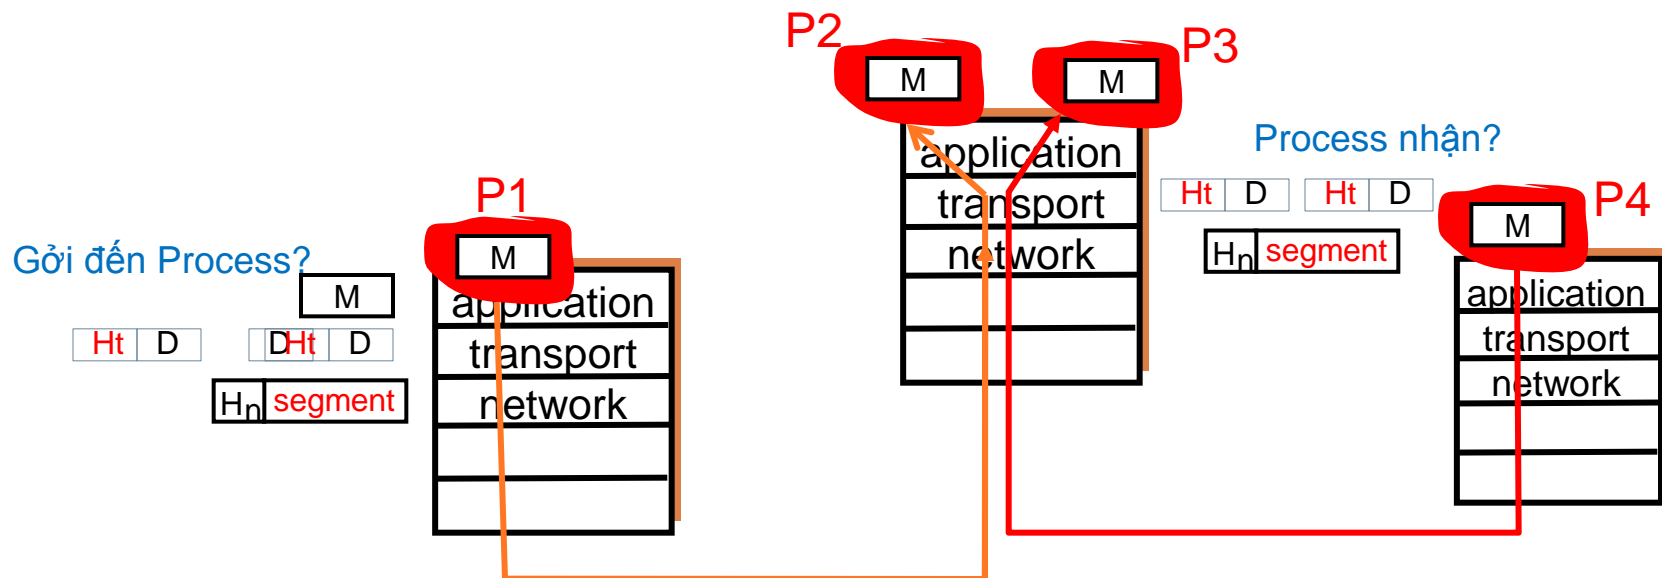 P2
M
M
P3
application
transport
network
Process nhận?
Ht D
Ht D
Hn segment
P1
M
Gởi đến Process?
M
Ht D
D Ht D
Hn segment
application
transport
network
P4
M
application
transport
network